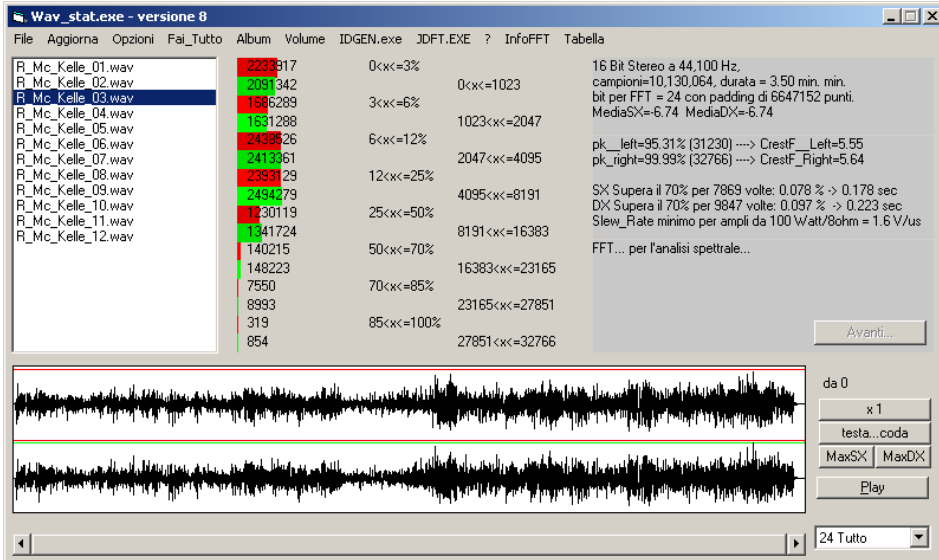 Wav_stat.exe - versione 8
File Aggiorna Opzioni Fai_Tutto Album Volume IDGEN.exe JDFT.EXE ? InfoFFT Tabella
R_Mc_Kelle_01.wav
R_Mc_Kelle_02.wav
R_Mc_Kelle_03.wav
R_Mc_Kelle_04.wav
R_Mc_Kelle_05.wav
R_Mc_Kelle_06.wav
R_Mc_Kelle_07.wav
R_Mc_Kelle_08.wav
R_Mc_Kelle_09.wav
R_Mc_Kelle_10.wav
R_Mc_Kelle_11.wav
R_Mc_Kelle_12.wav
2233917 0<x<=3%
2091342 0<x<=1023
1686289 3<x<=6%
1631288 1023<x<=2047
2438526 6<x<=12%
2413361 2047<x<=4095
2393129 12<x<=25%
2494279 4095<x<=8191
1230119 25<x<=50%
1341724 8191<x<=16383
140215 50<x<=70%
148223 16383<x<=23165
7550 70<x<=85%
8993 23165<x<=27851
319 85<x<=100%
854 27851<x<=32766
16 Bit Stereo a 44,100 Hz,
campioni=10,130,064, durata = 3.50 min. min.
bit per FFT = 24 con padding di 6647152 punti.
MediaSX=-6.74 MediaDX=-6.74
pk__left=95.31% (31230) ----> CrestF__Left=5.55
pk_right=99.99% (32766) ----> CrestF_Right=5.64
SX Supera il 70% per 7869 volte: 0.078 % -> 0.178 sec
DX Supera il 70% per 9847 volte: 0.097 % -> 0.223 sec
Slew_Rate minimo per ampli da 100 Watt/8ohm = 1.6 V/us
FFT... per l'analisi spettrale...
Avanti...
da 0
x 1
testa...coda
MaxSX MaxDX
Play
24 Tutto